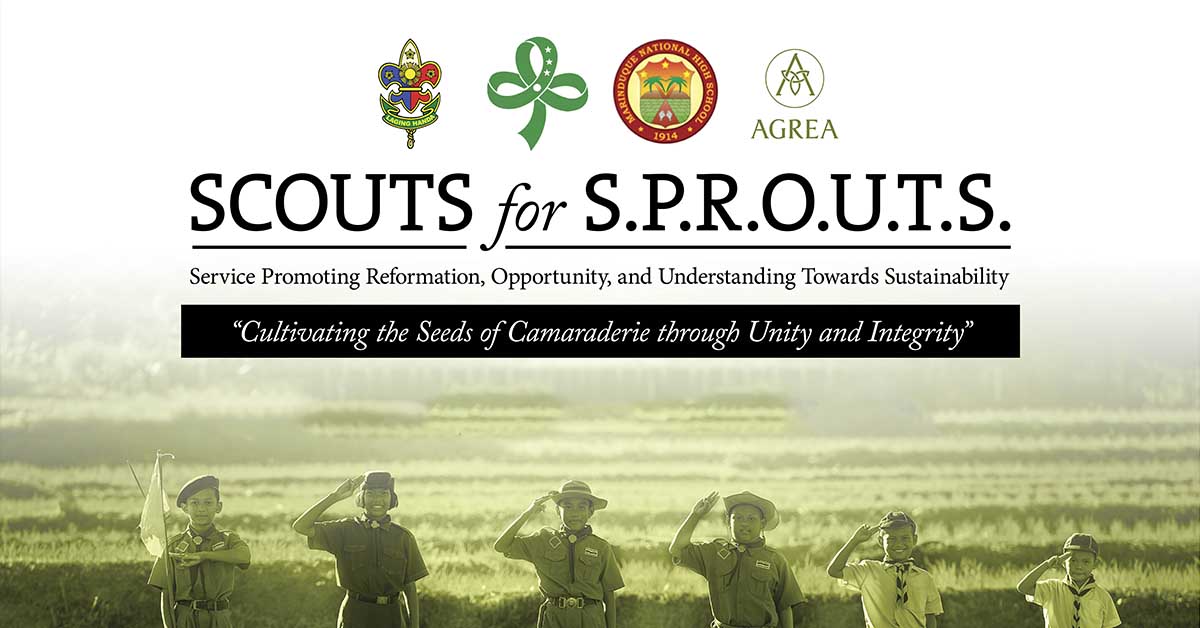 LAGING HANDA
MARINDUQUE NATIONAL HIGH SCHOOL
1914
AGREA
SCOUTS for S.P.R.O.U.T.S.
Service Promoting Reformation, Opportunity, and Understanding Towards Sustainability
“Cultivating the Seeds of Camaraderie through Unity and Integrity”